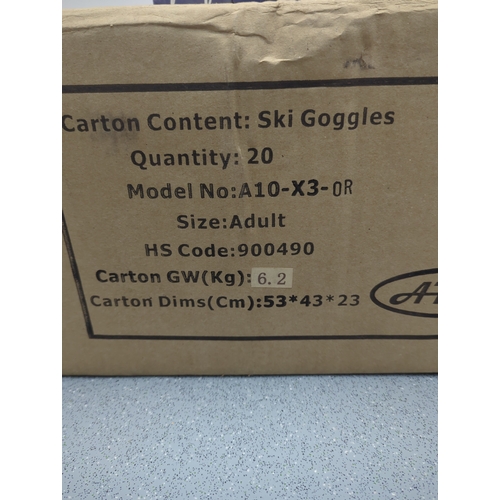 Carton Content: Ski Goggles
Quantity: 20
Model No:A10-X3-OR
Size:Adult
HS Code:900490
Carton GW(Kg): 6.2
Carton Dims(Cm):53*43*23